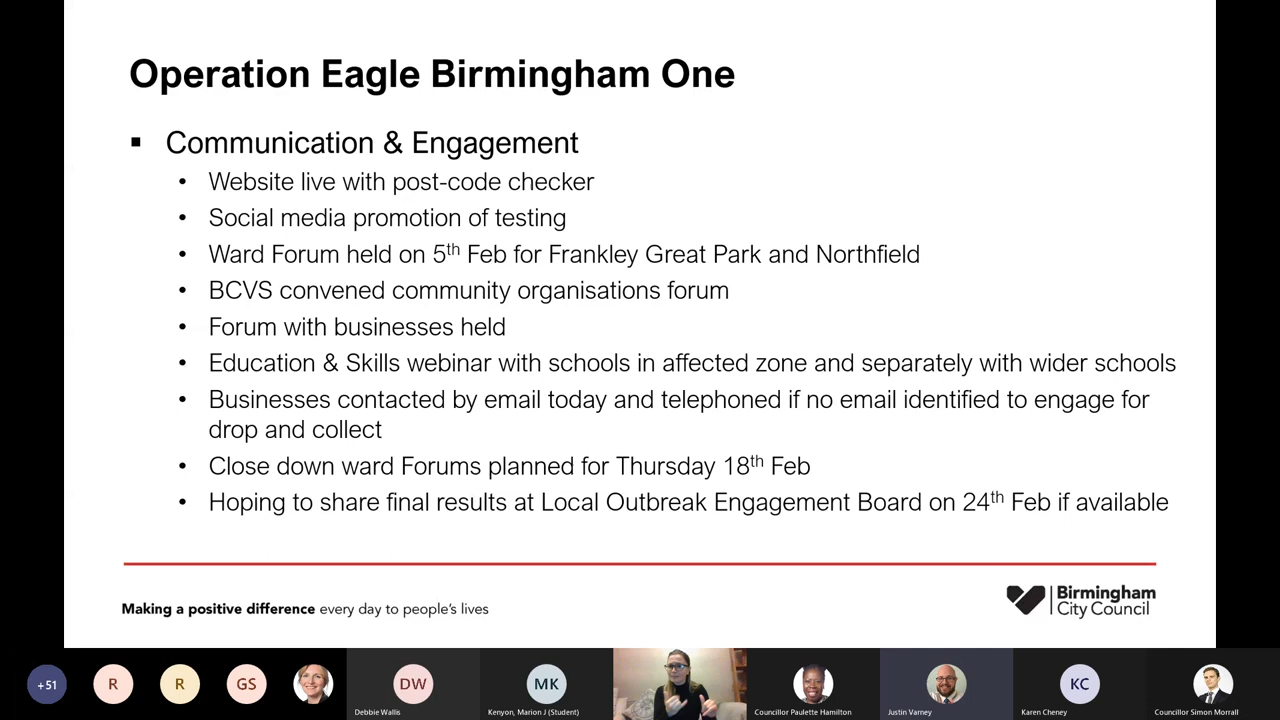 Operation Eagle Birmingham One
▪ Communication & Engagement
• Website live with post-code checker
• Social media promotion of testing
• Ward Forum held on 5th Feb for Frankley Great Park and Northfield
• BCVS convened community organisations forum
• Forum with businesses held
• Education & Skills webinar with schools in affected zone and separately with wider schools
• Businesses contacted by email today and telephoned if no email identified to engage for
drop and collect
• Close down ward Forums planned for Thursday 18th Feb
• Hoping to share final results at Local Outbreak Engagement Board on 24th Feb if available
Making a positive difference every day to people's lives
Birmingham
City Council
+51
R
R
GS
DW
Debbie Wallis
MK
Kenyon, Marion J (Student)
Councillor Paulette Hamilton
Justin Varney
KC
Karen Cheney
Councillor Simon Morrall